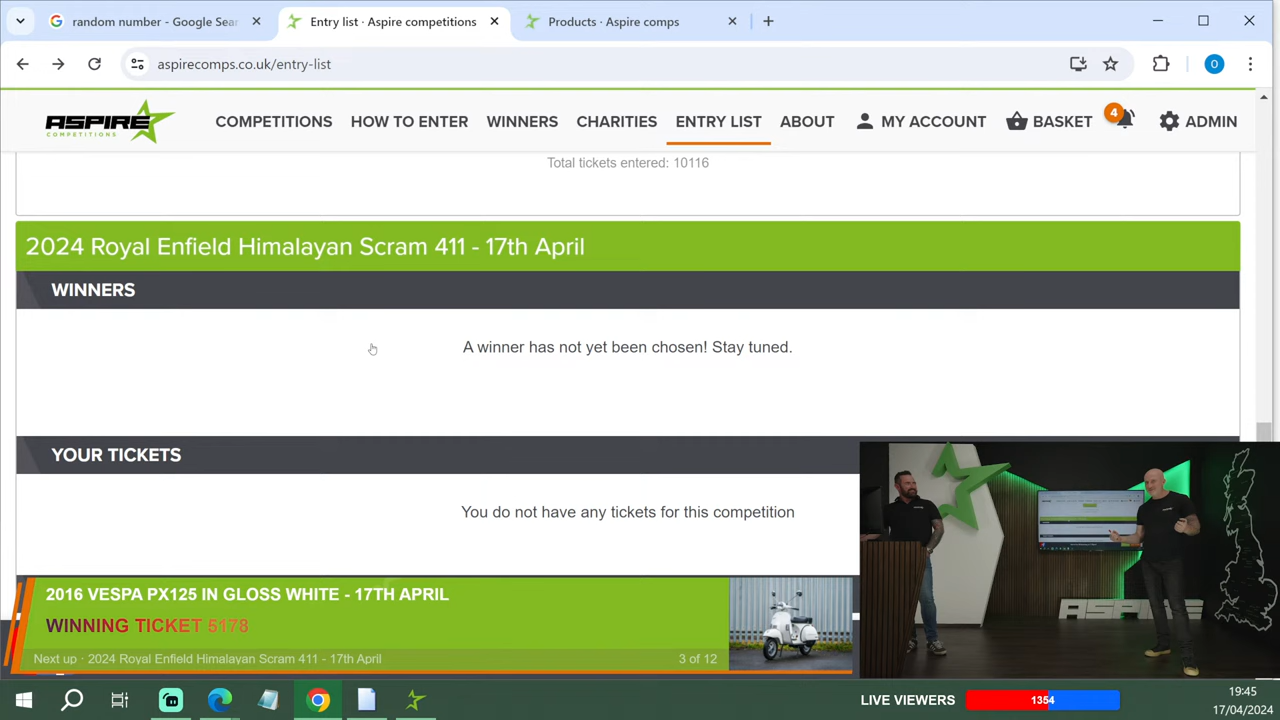 random number - Google Sear
Entry list · Aspire competitions
Products · Aspire comps
aspirecomps.co.uk/entry-list
O
ASPIRE
COMPETITIONS
COMPETITIONS
HOW TO ENTER
WINNERS
CHARITIES
ENTRY LIST
ABOUT
MY ACCOUNT
BASKET
4
ADMIN
Total tickets entered: 10116
2024 Royal Enfield Himalayan Scram 411 - 17th April
WINNERS
A winner has not yet been chosen! Stay tuned.
YOUR TICKETS
You do not have any tickets for this competition
2016 VESPA PX125 IN GLOSS WHITE - 17TH APRIL
WINNING TICKET 5178
Next up · 2024 Royal Enfield Himalayan Scram 411 - 17th April
3 of 12
ASPIRE
LIVE VIEWERS
1354
19:45
17/04/2024